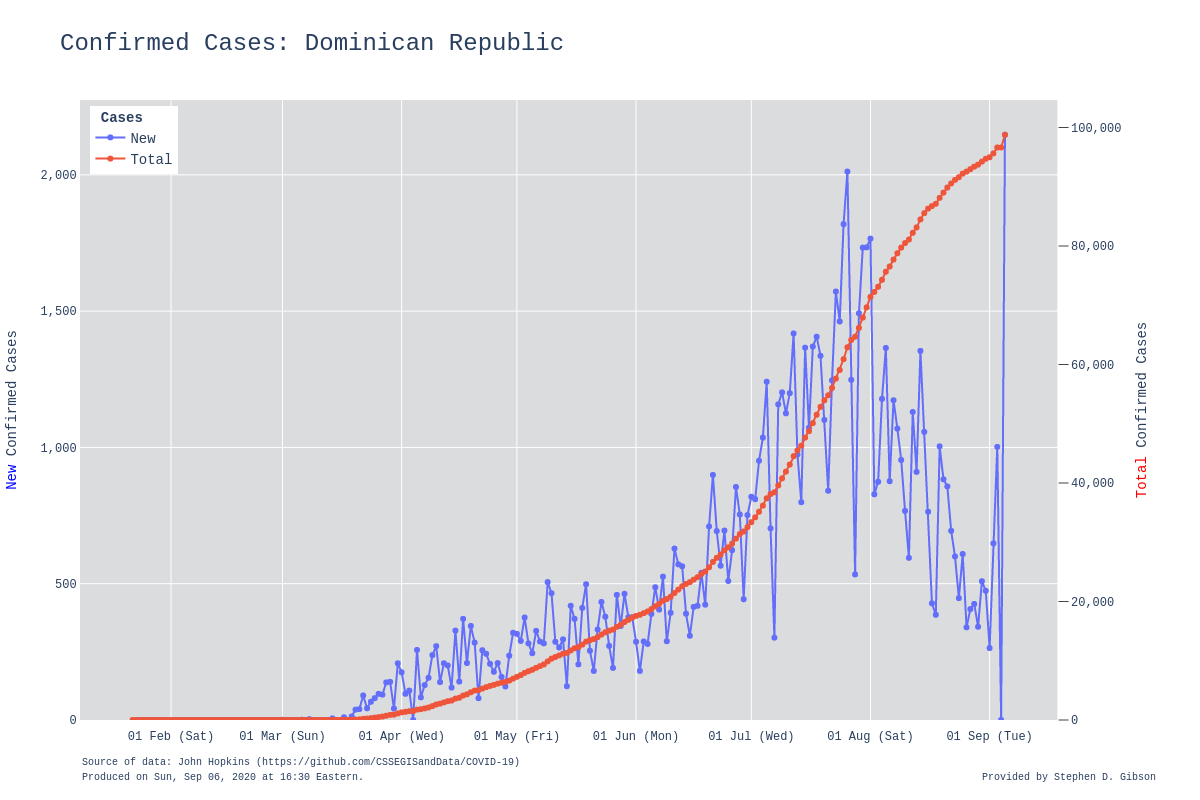 Confirmed Cases: Dominican Republic
Cases
New
Total
2,000
1,500
1,000
500
0
100,000
80,000
60,000
40,000
20,000
0
New Confirmed Cases
Total Confirmed Cases
01 Feb (Sat)
01 Mar (Sun)
01 Apr (Wed)
01 May (Fri)
01 Jun (Mon)
01 Jul (Wed)
01 Aug (Sat)
01 Sep (Tue)
Source of data: John Hopkins (https://github.com/CSSEGISandData/COVID-19)
Produced on Sun, Sep 06, 2020 at 16:30 Eastern.
Provided by Stephen D. Gibson